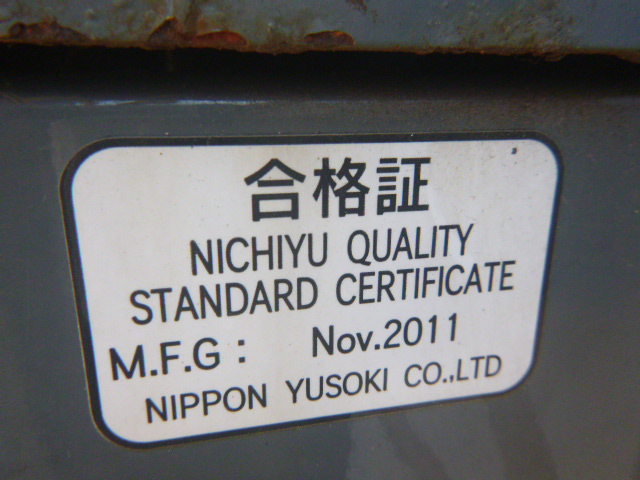 合格証
NICHIYU QUALITY
STANDARD CERTIFICATE
M.F.G : Nov.2011
NIPPON YUSOKI CO.,LTD